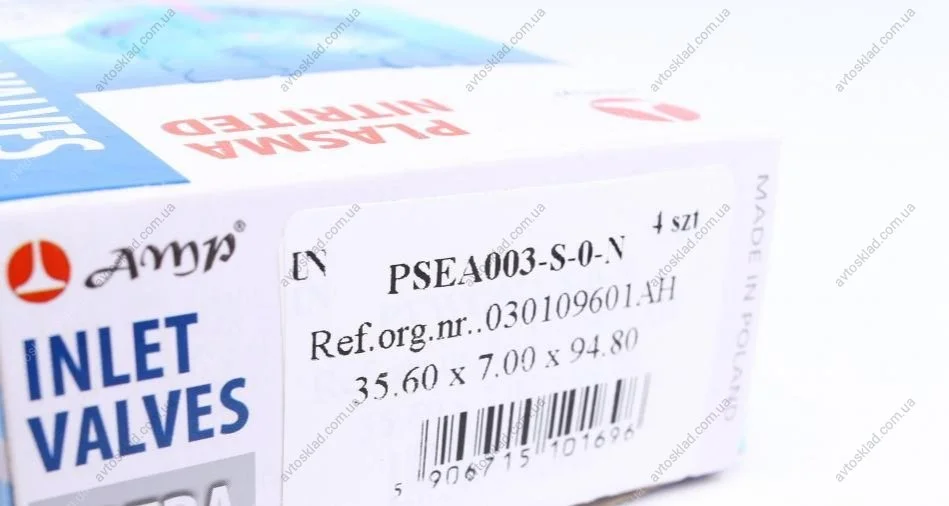 VALVES
PLASMA
NITRITED
AMP®
INLET
VALVES
IN
4 szt
PSEA003-S-0-N
Ref.org.nr..030109601AH
35.60 x 7.00 x 94.80
5 906715 101696
MADE IN POLAND
avtosklad.com.ua